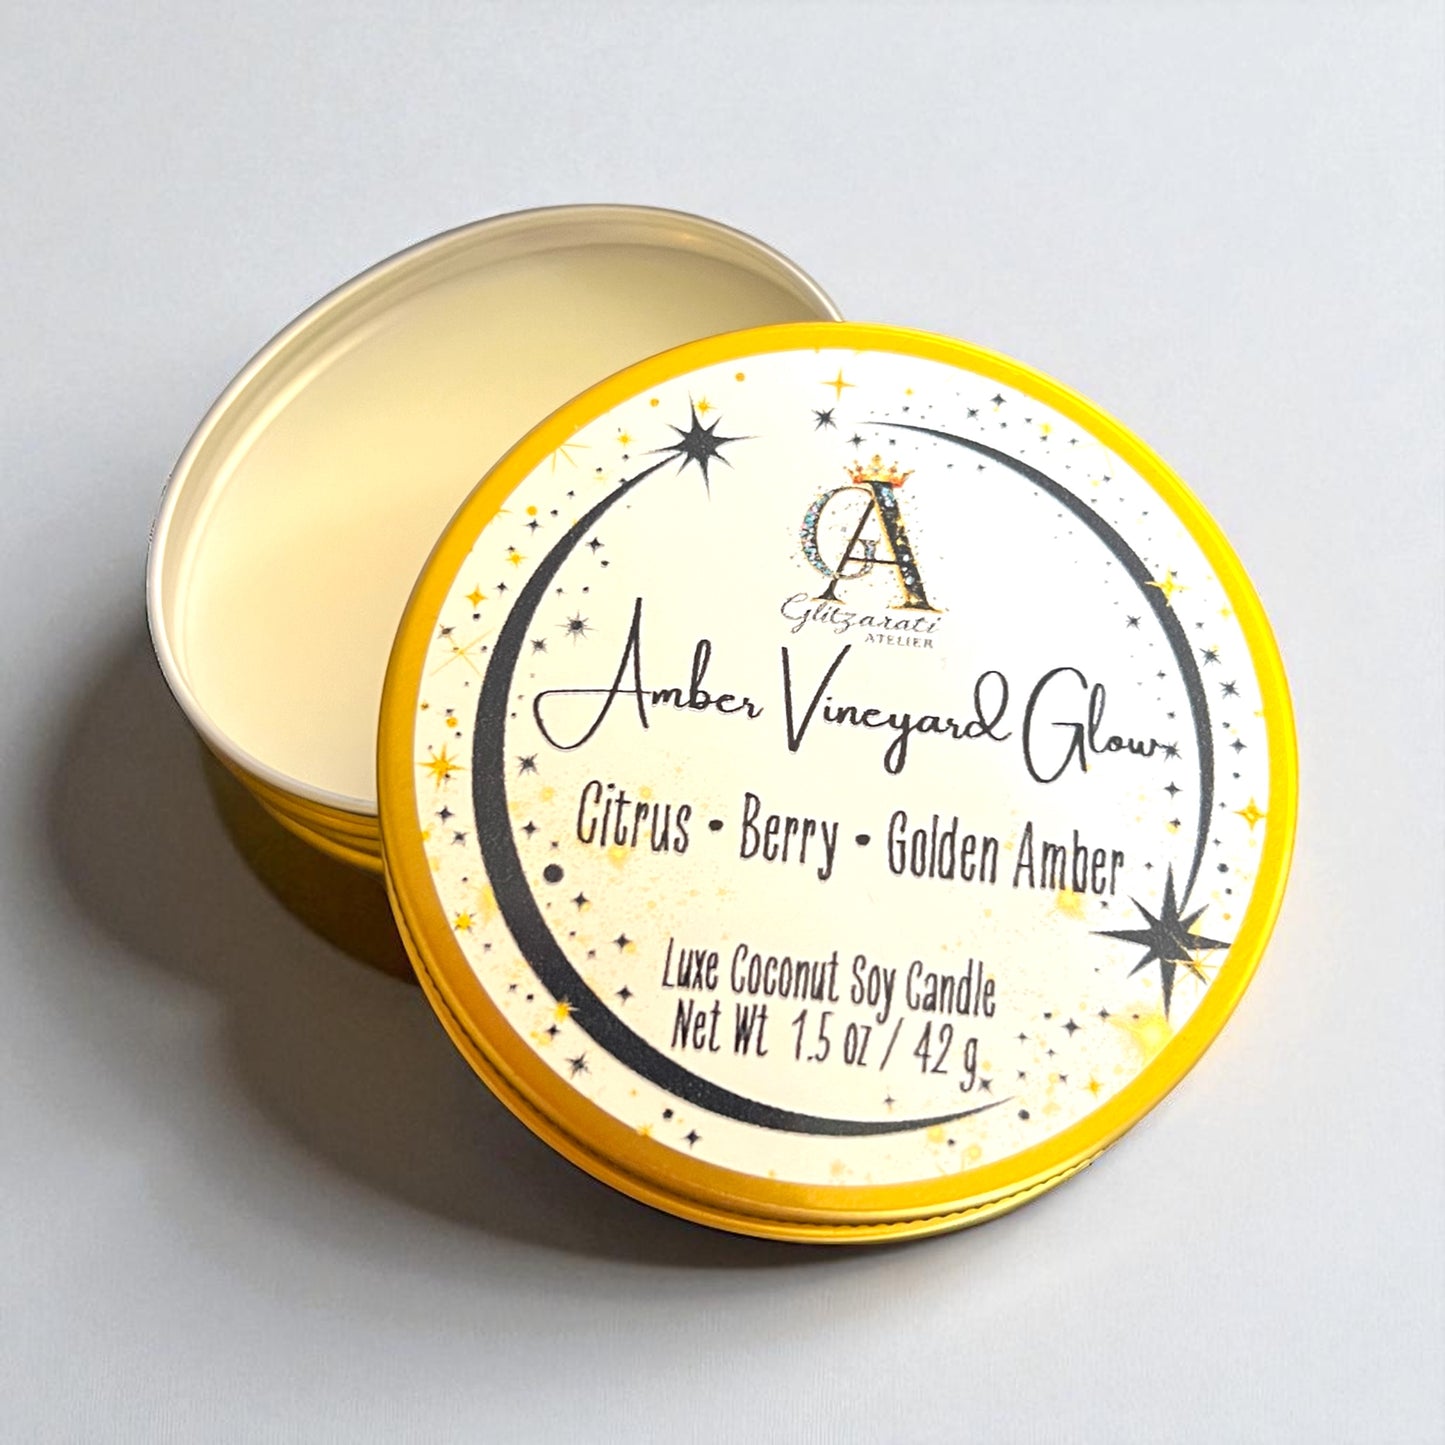 GA
Glitzarati
ATELIER
Amber Vineyard Glow
Citrus • Berry • Golden Amber
Luxe Coconut Soy Candle
Net Wt 1.5 oz / 42 g